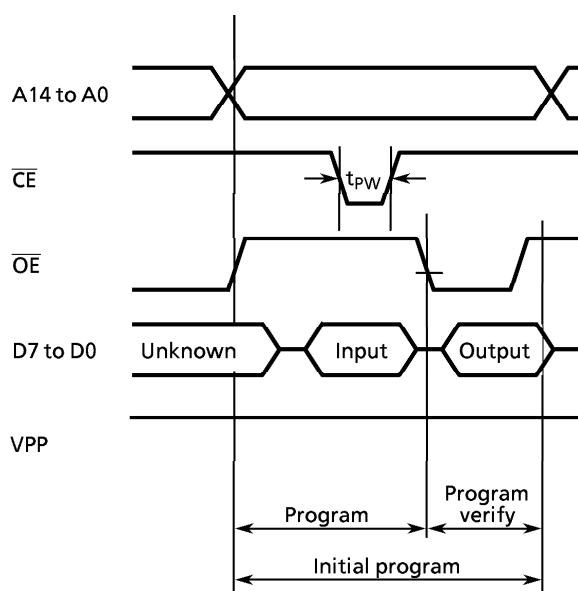 A14 to A0
CE
tPW
OE
D7 to D0
Unknown
Input
Output
VPP
Program
Program
verify
Initial program